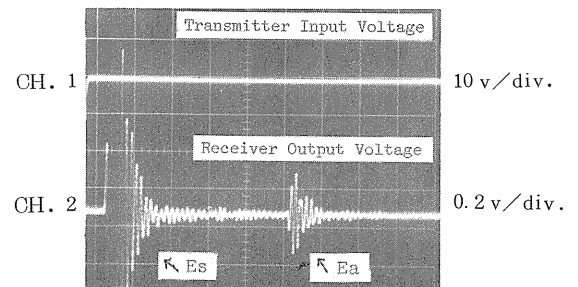 Transmitter Input Voltage
CH. 1
10 v/div.
Receiver Output Voltage
CH. 2
0.2 v/div.
Es
Ea